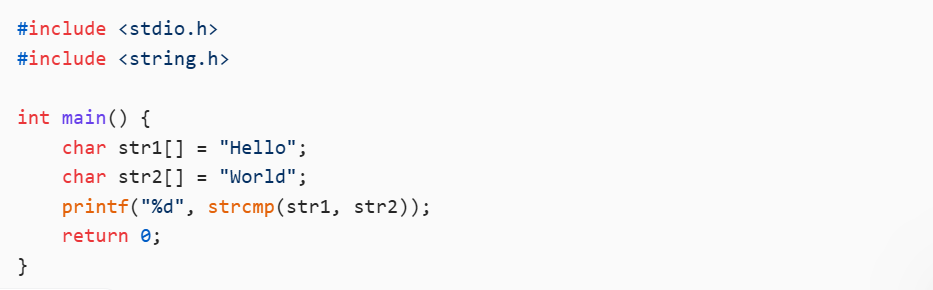 #include <stdio.h>
#include <string.h>

int main() {
    char str1[] = "Hello";
    char str2[] = "World";
    printf("%d", strcmp(str1, str2));
    return 0;
}